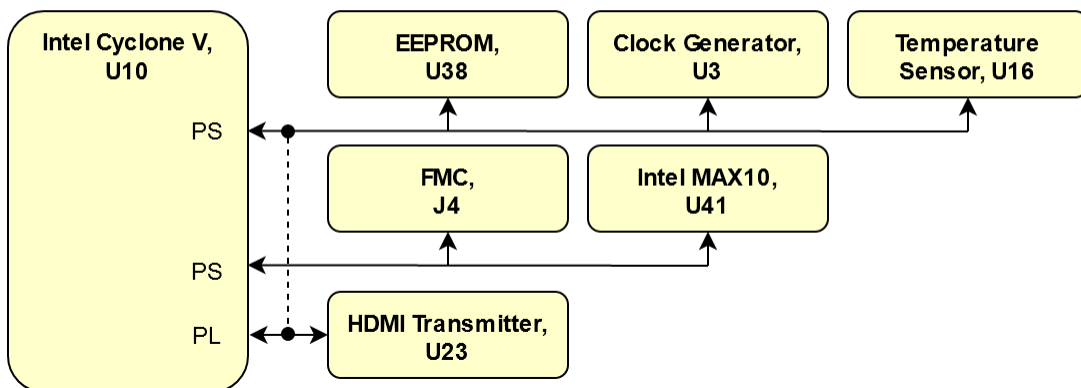 Intel Cyclone V,
U10
EEPROM,
U38
Clock Generator,
U3
Temperature
Sensor, U16
PS
FMC,
J4
Intel MAX10,
U41
PS
PL
HDMI Transmitter,
U23